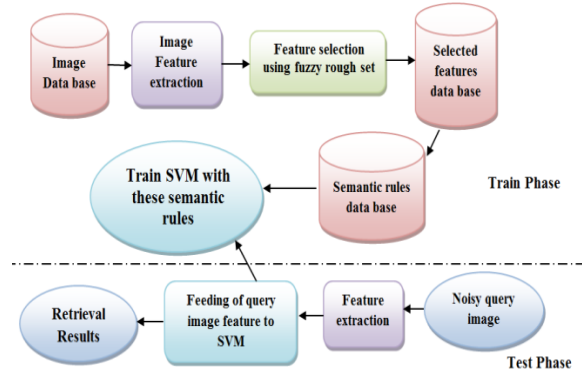 Image
Data base
Image
Feature
extraction
Feature selection
using fuzzy rough set
Selected
features
data base
Train SVM with
these semantic
rules
Semantic rules
data base
Train Phase
Retrieval
Results
Feeding of query
image feature to
SVM
Feature
extraction
Noisy query
image
Test Phase